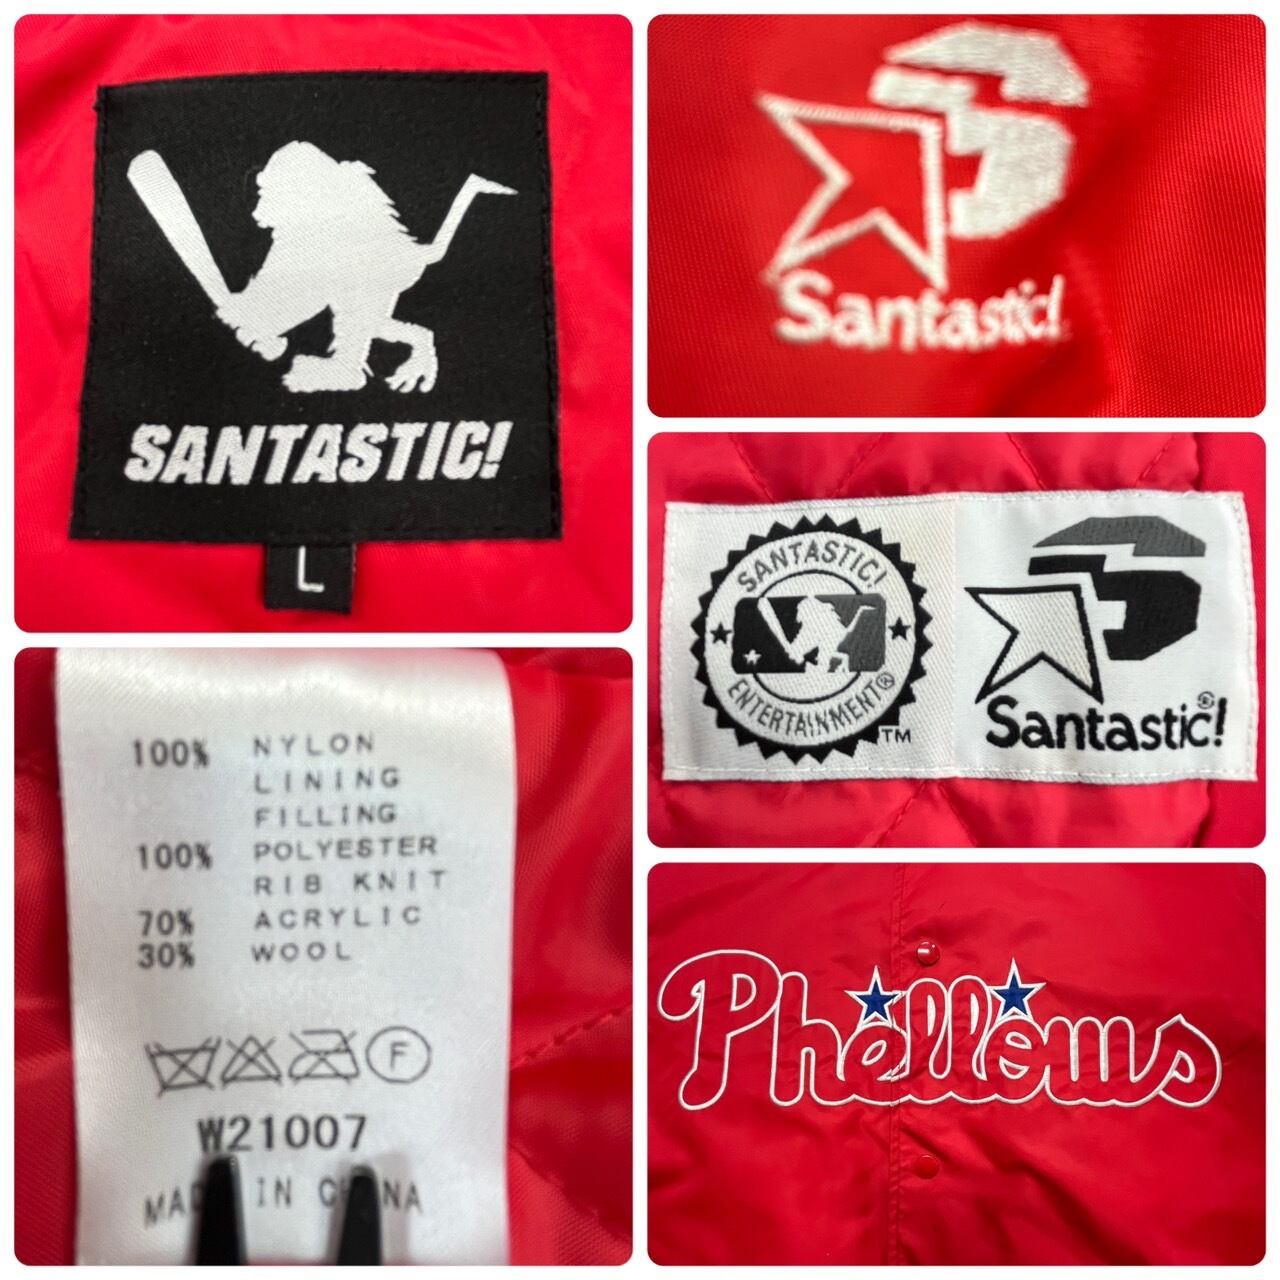 SANTASTIC!
L
Santastic!
SANTASTIC!
ENTERTAINMENT®
TM
Santastic!
®
100% NYLON
LINING
FILLING
100% POLYESTER
RIB KNIT
70% ACRYLIC
30% WOOL
F
W21007
MADE IN CHINA
Phellows